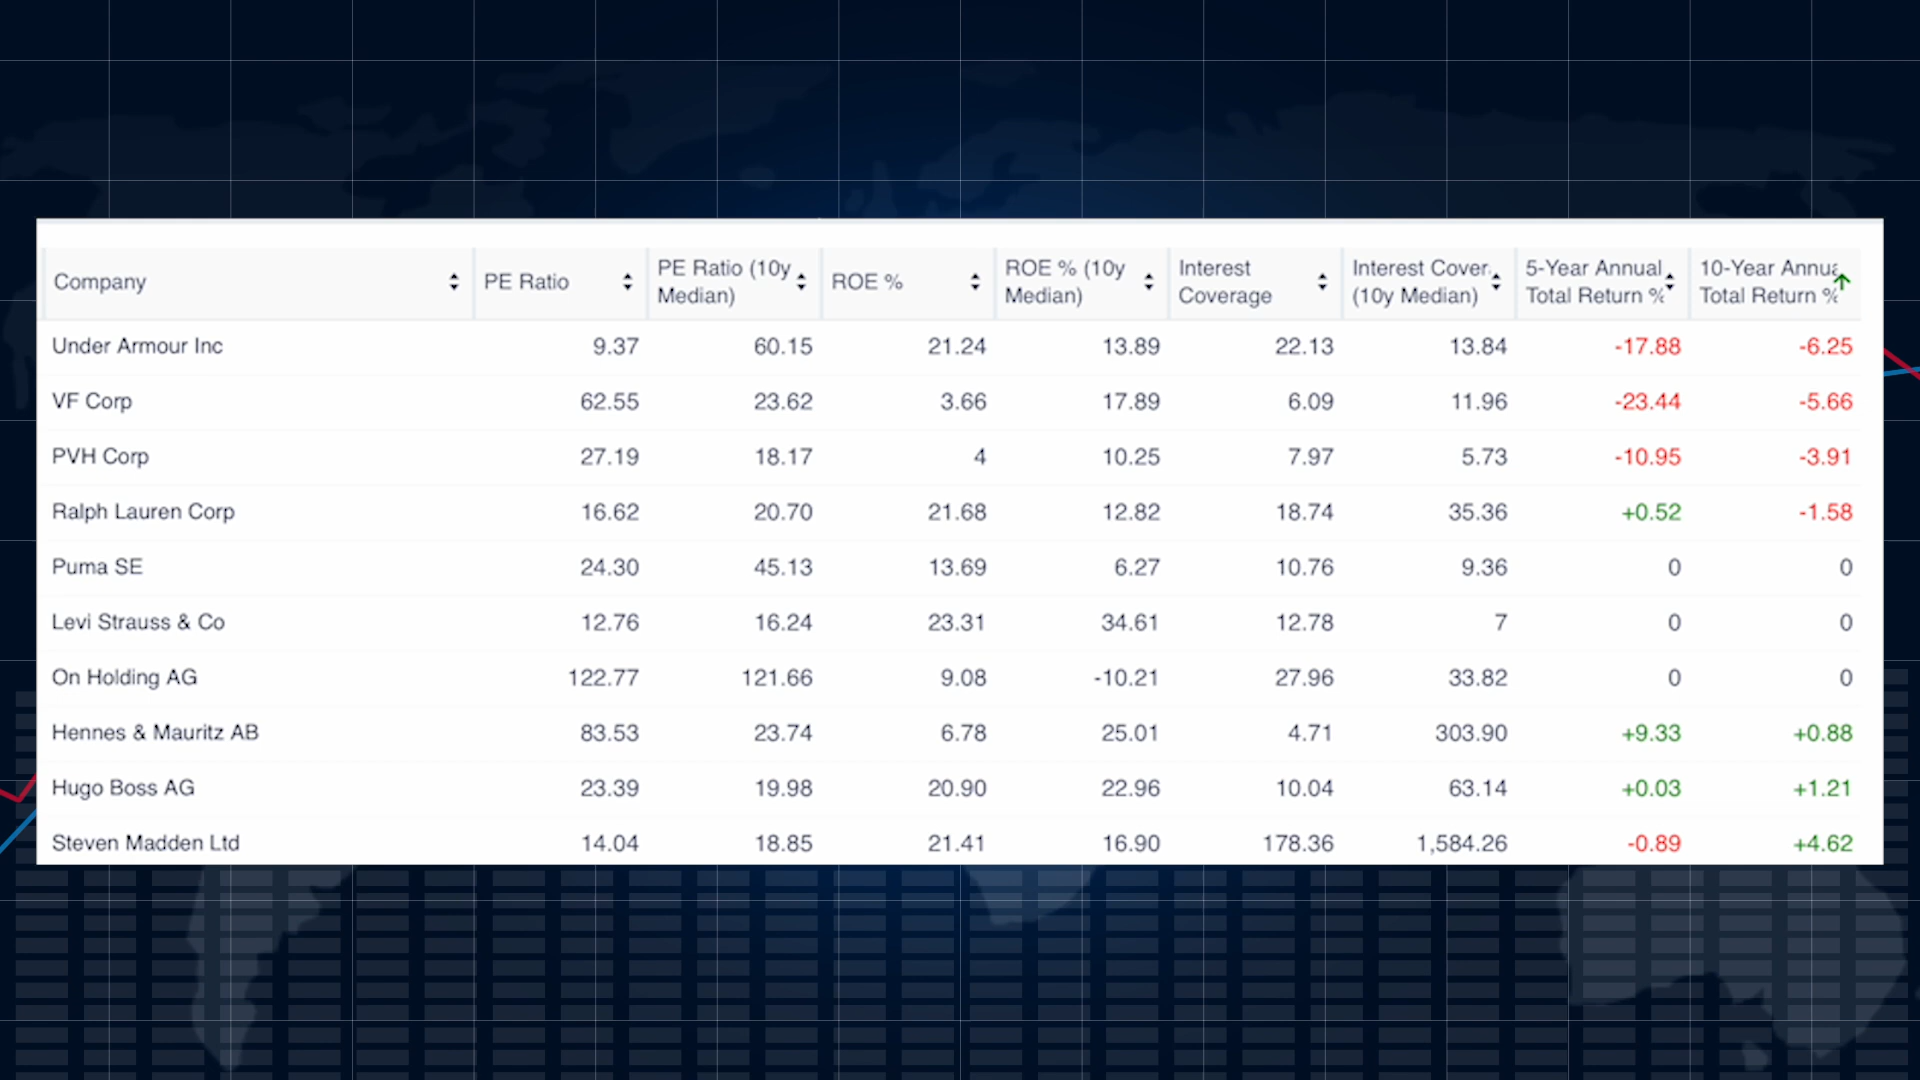 Company PE Ratio PE Ratio (10y Median) ROE % ROE % (10y Median) Interest Coverage Interest Cover. (10y Median) 5-Year Annual Total Return % 10-Year Annua Total Return %
Under Armour Inc 9.37 60.15 21.24 13.89 22.13 13.84 -17.88 -6.25
VF Corp 62.55 23.62 3.66 17.89 6.09 11.96 -23.44 -5.66
PVH Corp 27.19 18.17 4 10.25 7.97 5.73 -10.95 -3.91
Ralph Lauren Corp 16.62 20.70 21.68 12.82 18.74 35.36 +0.52 -1.58
Puma SE 24.30 45.13 13.69 6.27 10.76 9.36 0 0
Levi Strauss & Co 12.76 16.24 23.31 34.61 12.78 7 0 0
On Holding AG 122.77 121.66 9.08 -10.21 27.96 33.82 0 0
Hennes & Mauritz AB 83.53 23.74 6.78 25.01 4.71 303.90 +9.33 +0.88
Hugo Boss AG 23.39 19.98 20.90 22.96 10.04 63.14 +0.03 +1.21
Steven Madden Ltd 14.04 18.85 21.41 16.90 178.36 1,584.26 -0.89 +4.62